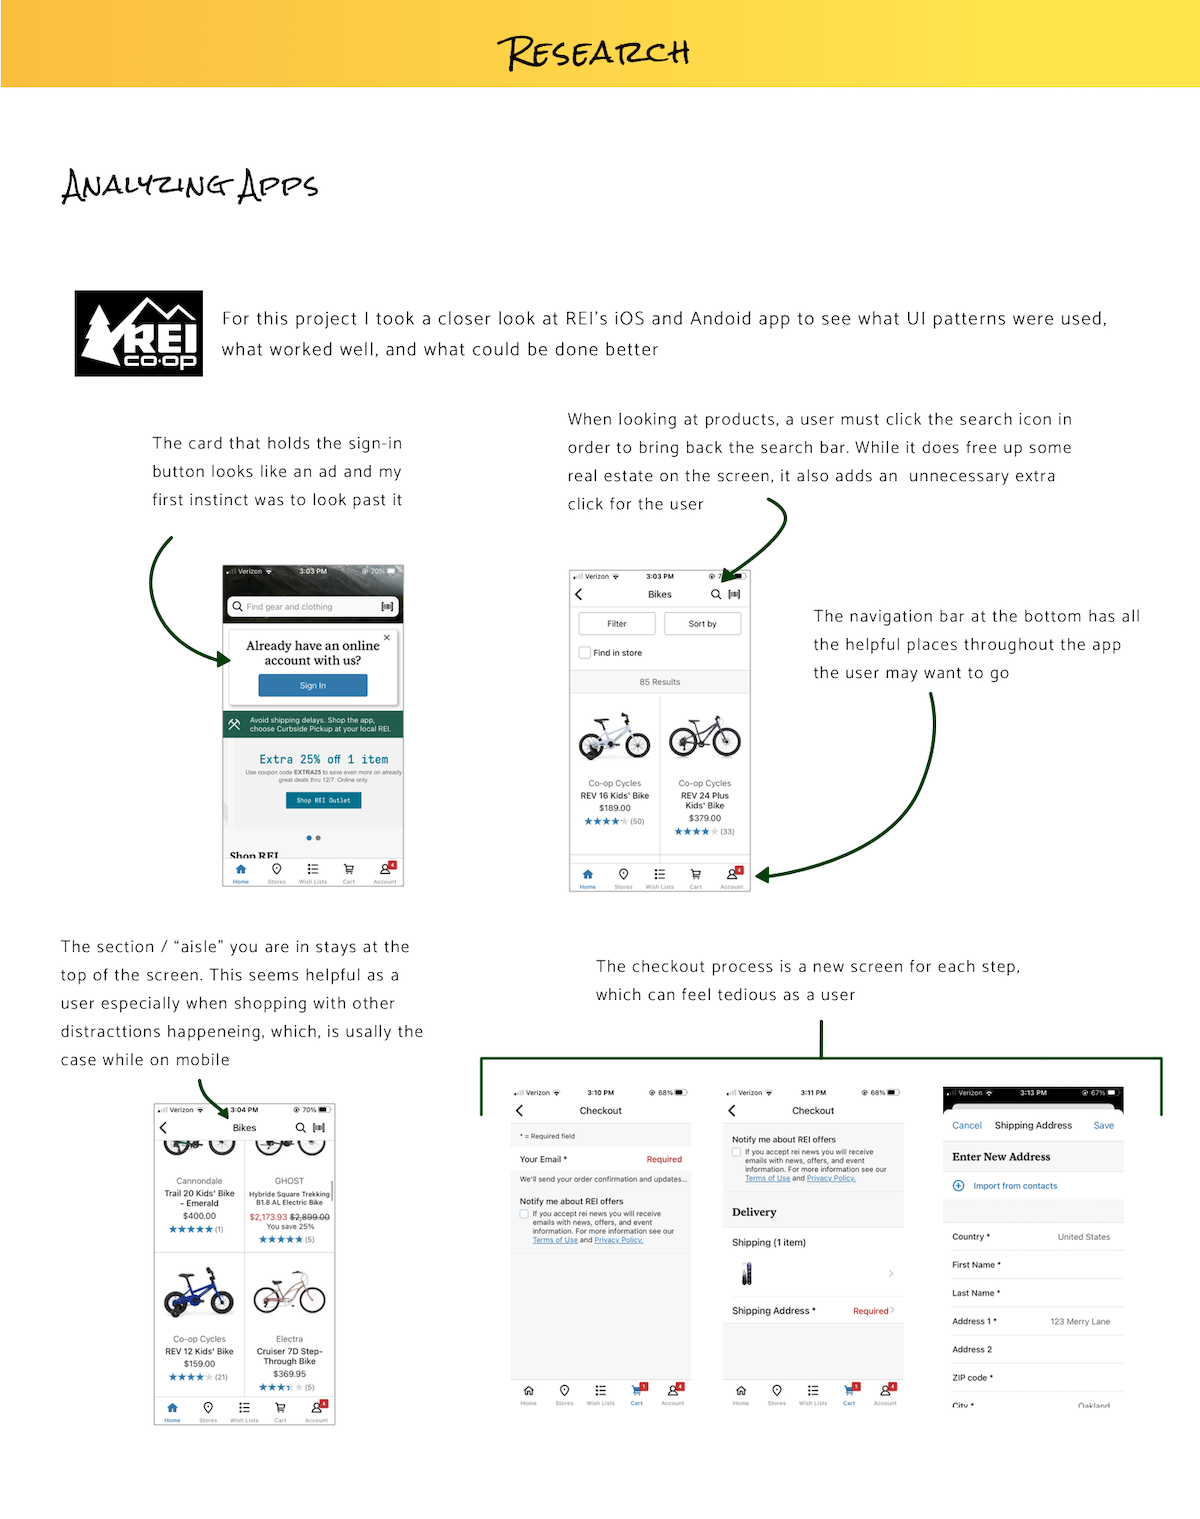 Research
Analyzing Apps
REI
co·op
For this project I took a closer look at REI's iOS and Andoid app to see what UI patterns were used,
what worked well, and what could be done better
The card that holds the sign-in
button looks like an ad and my
first instinct was to look past it
When looking at products, a user must click the search icon in
order to bring back the search bar. While it does free up some
real estate on the screen, it also adds an unnecessary extra
click for the user
The navigation bar at the bottom has all
the helpful places throughout the app
the user may want to go
Verizon 3:03 PM 70%
Find gear and clothing
Already have an online
account with us?
Sign In
Avoid shipping delays. Shop the app,
choose Curbside Pickup at your local REI.
Extra 25% off 1 item
Use coupon code EXTRA25 to save even more on already
great deals thru 12/7. Online only.
Shop REI Outlet
Shop REI
4
Home Stores Wish Lists Cart Account
Verizon 3:03 PM
Bikes
Filter Sort by
Find in store
85 Results
Co-op Cycles
REV 16 Kids' Bike
$189.00
(50)
Co-op Cycles
REV 24 Plus
Kids' Bike
$379.00
(33)
4
Home Stores Wish Lists Cart Account
The section / “aisle” you are in stays at the
top of the screen. This seems helpful as a
user especially when shopping with other
distracttions happeneing, which, is usally the
case while on mobile
The checkout process is a new screen for each step,
which can feel tedious as a user
Verizon 3:04 PM 70%
Bikes
Cannondale
Trail 20 Kids' Bike
- Emerald
$400.00
(1)
GHOST
Hybride Square Trekking
B1.8 AL Electric Bike
$2,173.93 $2,899.00
You save 25%
(5)
Co-op Cycles
REV 12 Kids' Bike
$159.00
(21)
Electra
Cruiser 7D Step-
Through Bike
$369.95
(5)
4
Home Stores Wish Lists Cart Account
Verizon 3:10 PM 68%
Checkout
* = Required field
Your Email * Required
We'll send your order confirmation and updates...
Notify me about REI offers
If you accept rei news you will receive
emails with news, offers, and event
information. For more information see our
Terms of Use and Privacy Policy.
1 4
Home Stores Wish Lists Cart Account
Verizon 3:11 PM 68%
Checkout
Notify me about REI offers
If you accept rei news you will receive
emails with news, offers, and event
information. For more information see our
Terms of Use and Privacy Policy.
Delivery
Shipping (1 item)
Shipping Address * Required
1 4
Home Stores Wish Lists Cart Account
Verizon 3:13 PM 67%
Cancel Shipping Address Save
Enter New Address
Import from contacts
Country * United States
First Name *
Last Name *
Address 1 * 123 Merry Lane
Address 2
ZIP code *
City * Oakland